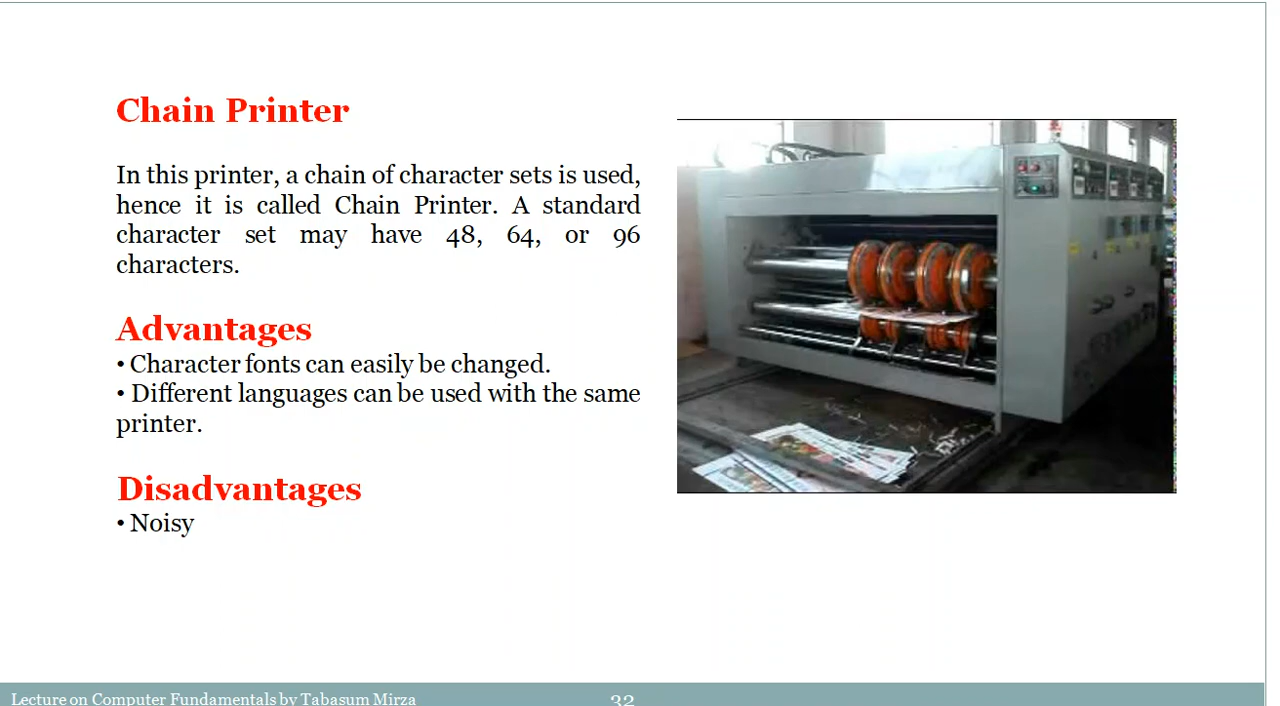 Chain Printer
In this printer, a chain of character sets is used,
hence it is called Chain Printer. A standard
character set may have 48, 64, or 96
characters.
Advantages
• Character fonts can easily be changed.
• Different languages can be used with the same
printer.
Disadvantages
• Noisy
Lecture on Computer Fundamentals by Tabasum Mirza
32